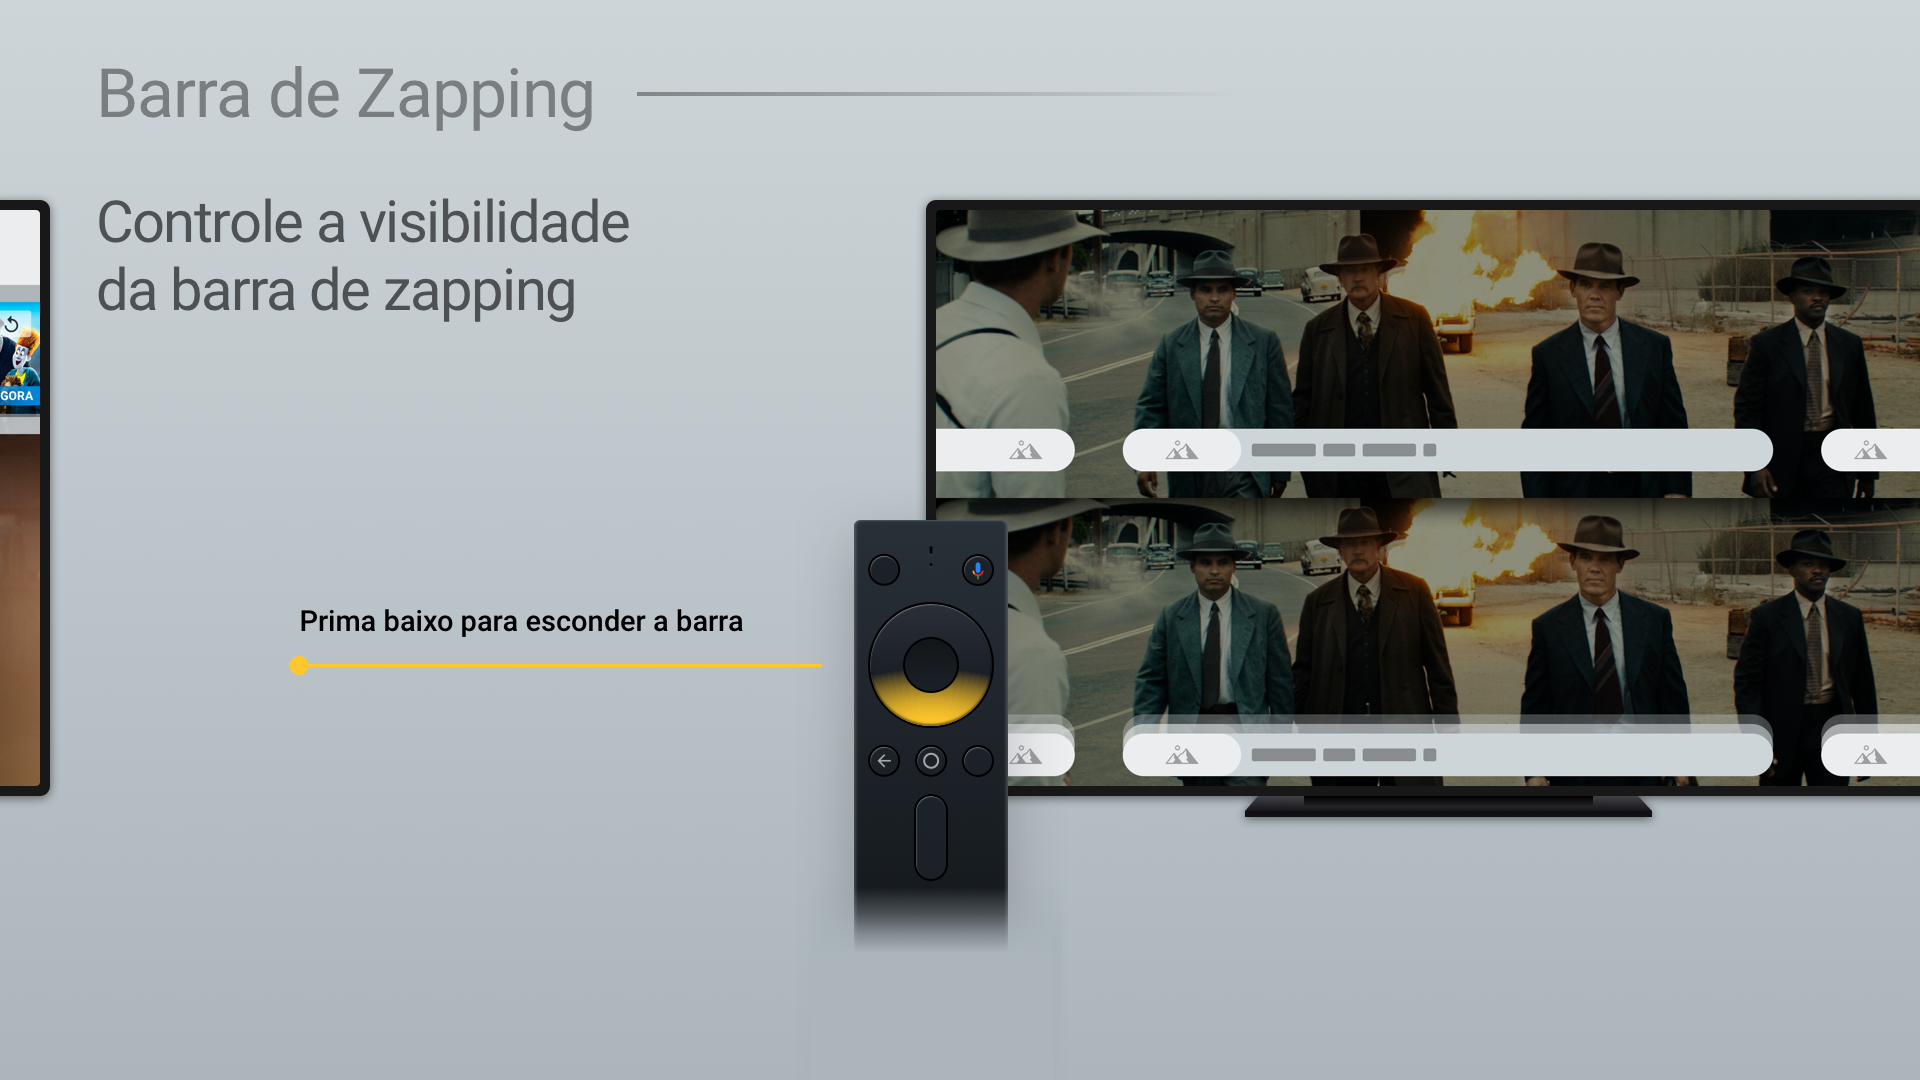 Barra de Zapping
Controle a visibilidade
da barra de zapping
GORA
Prima baixo para esconder a barra